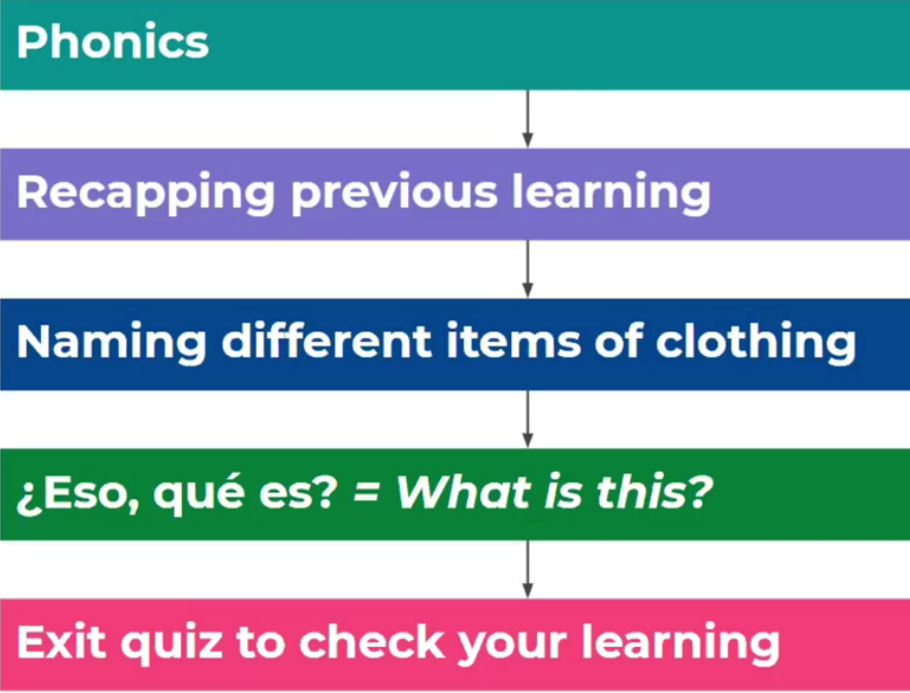 Phonics
Recapping previous learning
Naming different items of clothing
¿Eso, qué es? = What is this?
Exit quiz to check your learning